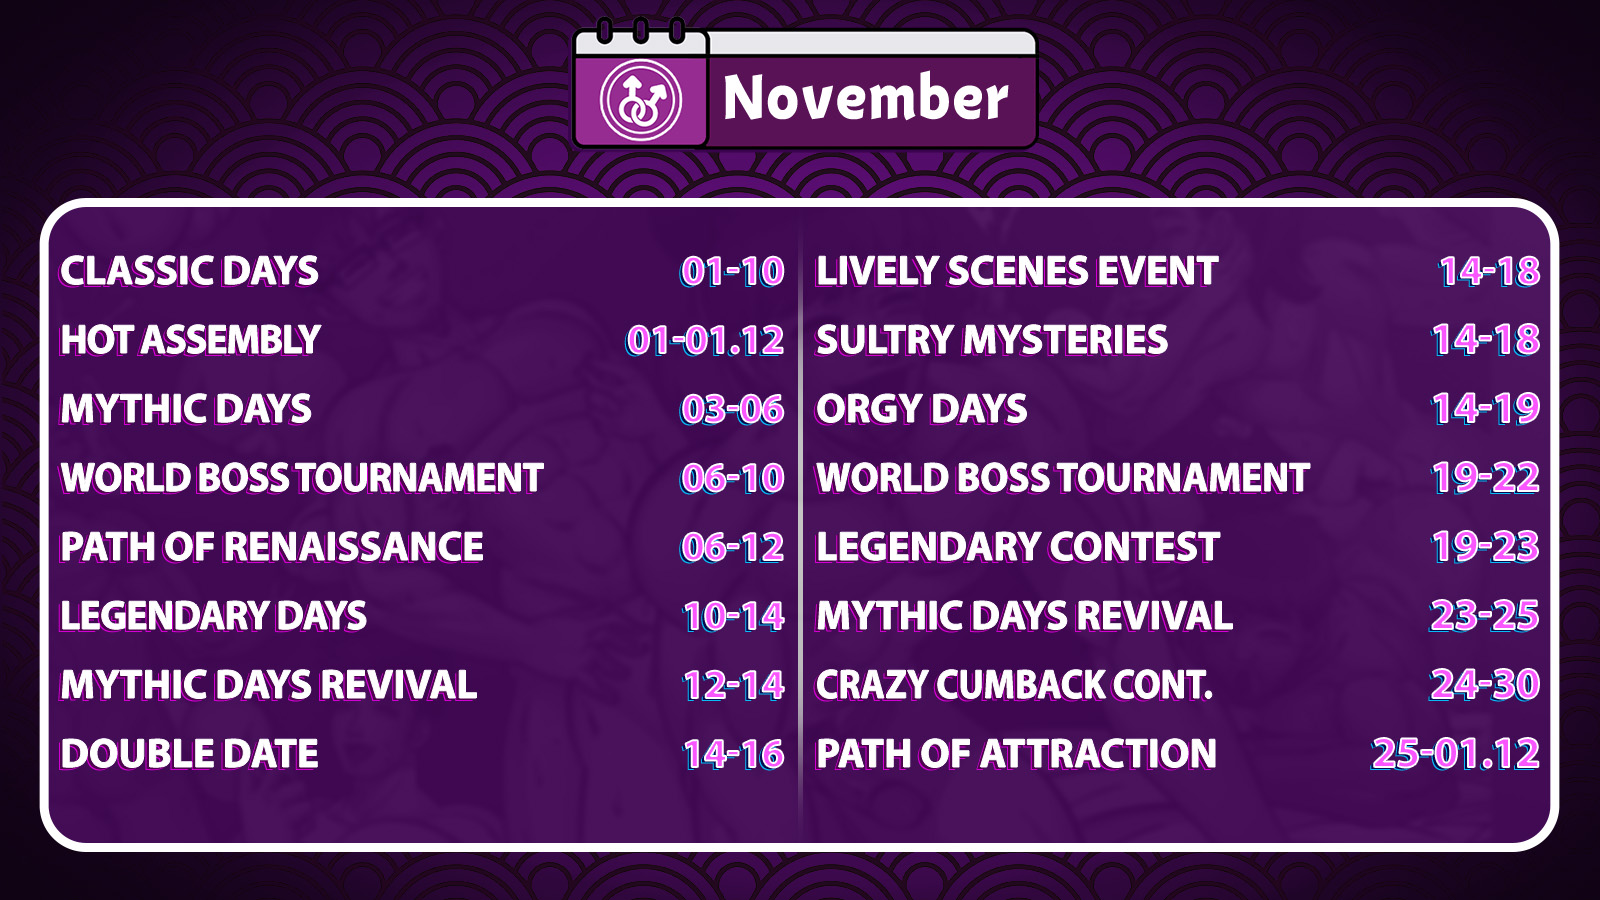 November
CLASSIC DAYS 01-10
HOT ASSEMBLY 01-01.12
MYTHIC DAYS 03-06
WORLD BOSS TOURNAMENT 06-10
PATH OF RENAISSANCE 06-12
LEGENDARY DAYS 10-14
MYTHIC DAYS REVIVAL 12-14
DOUBLE DATE 14-16
LIVELY SCENES EVENT 14-18
SULTRY MYSTERIES 14-18
ORGY DAYS 14-19
WORLD BOSS TOURNAMENT 19-22
LEGENDARY CONTEST 19-23
MYTHIC DAYS REVIVAL 23-25
CRAZY CUMBACK CONT. 24-30
PATH OF ATTRACTION 25-01.12